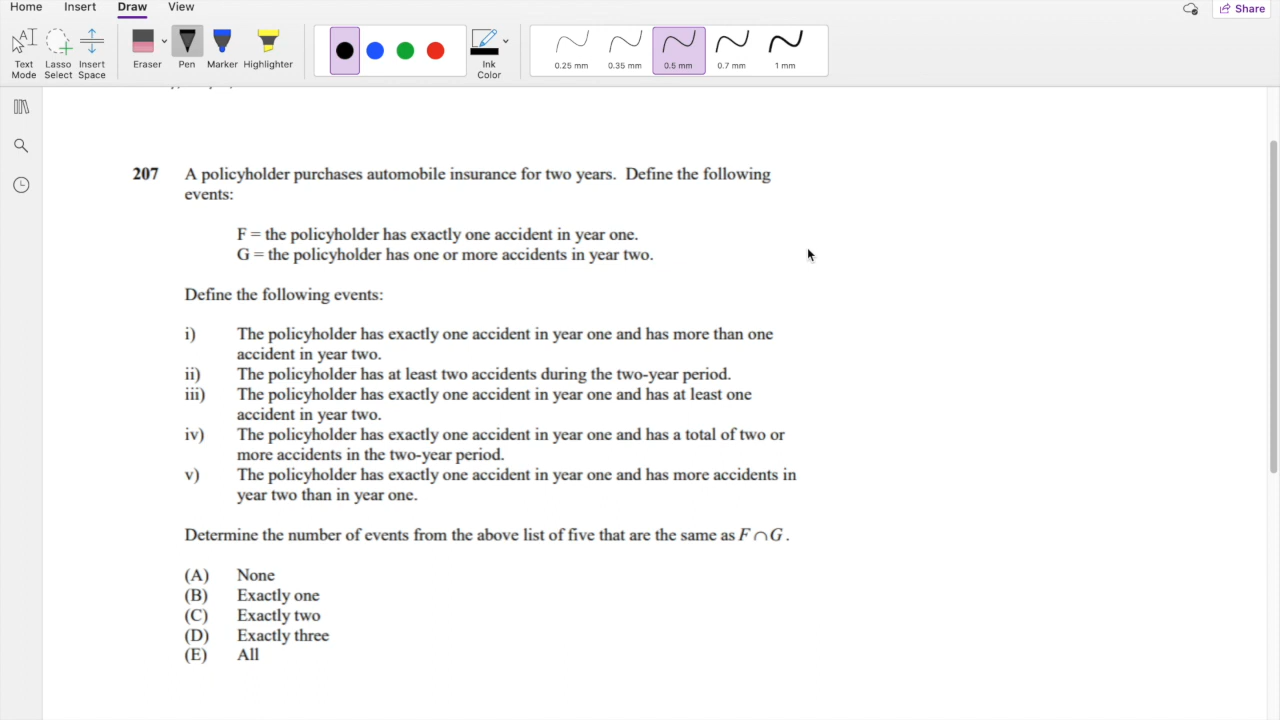 Home Insert Draw View
Share
Text Mode
Lasso Select
Insert Space
Eraser
Pen
Marker
Highlighter
Ink Color
0.25 mm
0.35 mm
0.5 mm
0.7 mm
1 mm
207 A policyholder purchases automobile insurance for two years. Define the following
events:
F = the policyholder has exactly one accident in year one.
G = the policyholder has one or more accidents in year two.
Define the following events:
i) The policyholder has exactly one accident in year one and has more than one
accident in year two.
ii) The policyholder has at least two accidents during the two-year period.
iii) The policyholder has exactly one accident in year one and has at least one
accident in year two.
iv) The policyholder has exactly one accident in year one and has a total of two or
more accidents in the two-year period.
v) The policyholder has exactly one accident in year one and has more accidents in
year two than in year one.
Determine the number of events from the above list of five that are the same as F ∩ G .
(A) None
(B) Exactly one
(C) Exactly two
(D) Exactly three
(E) All